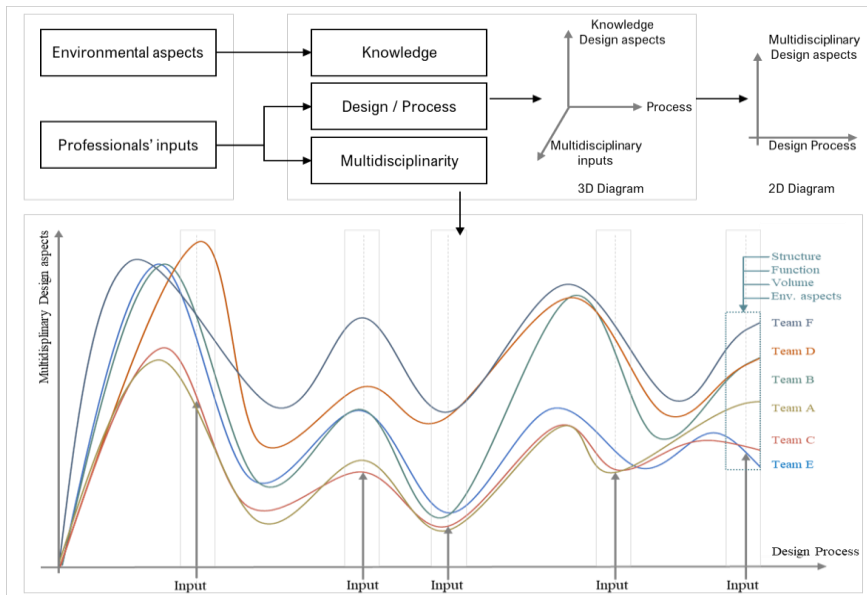 Environmental aspects
Professionals' inputs
Knowledge
Design / Process
Multidisciplinarity
Knowledge
Design aspects
Process
Multidisciplinary
inputs
3D Diagram
Multidisciplinary
Design aspects
Design Process
2D Diagram
Multidisplinary Design aspects
Structure
Function
Volume
Env. aspects
Team F
Team D
Team B
Team A
Team C
Team E
Design Process
Input
Input
Input
Input
Input